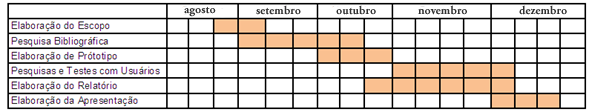 agosto setembro outubro novembro dezembro
Elaboração do Escopo
Pesquisa Bibliográfica
Elaboração de Prótotipo
Pesquisas e Testes com Usuários
Elaboração do Relatório
Elaboração da Apresentação